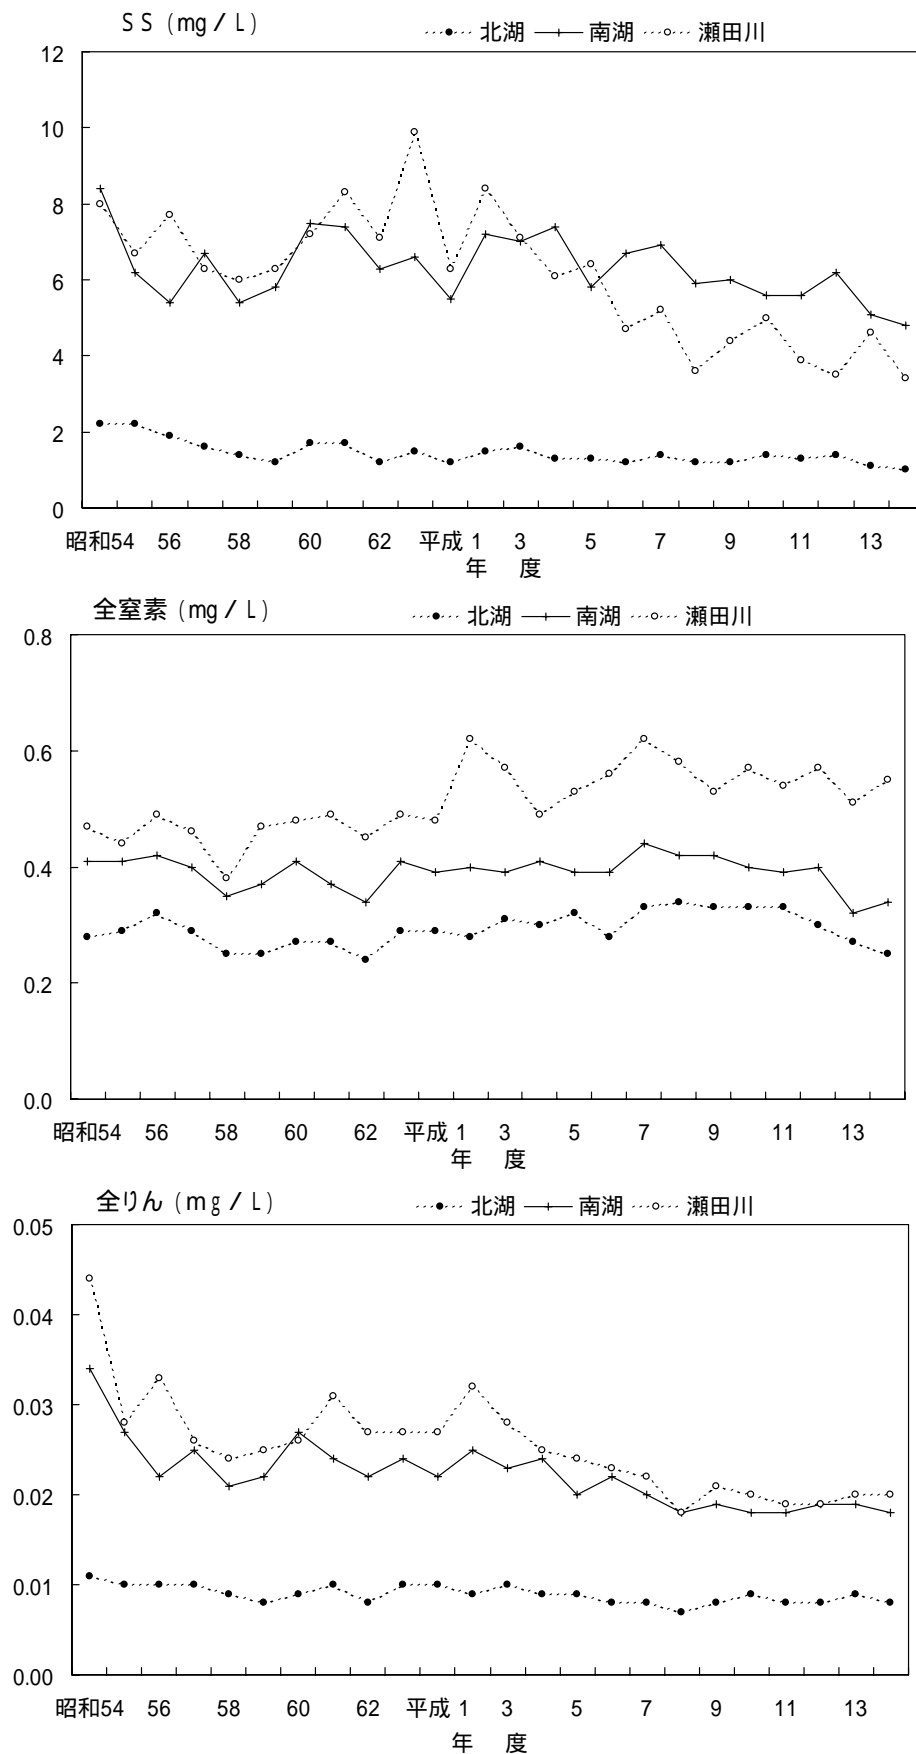 SS (mg/L)
北湖 南湖 瀬田川
12
10
8
6
4
2
0
昭和54 56 58 60 62 平成1 3 5 7 9 11 13
年 度
全窒素 (mg/L)
北湖 南湖 瀬田川
0.8
0.6
0.4
0.2
0.0
昭和54 56 58 60 62 平成1 3 5 7 9 11 13
年 度
全りん (mg/L)
北湖 南湖 瀬田川
0.05
0.04
0.03
0.02
0.01
0.00
昭和54 56 58 60 62 平成1 3 5 7 9 11 13
年 度